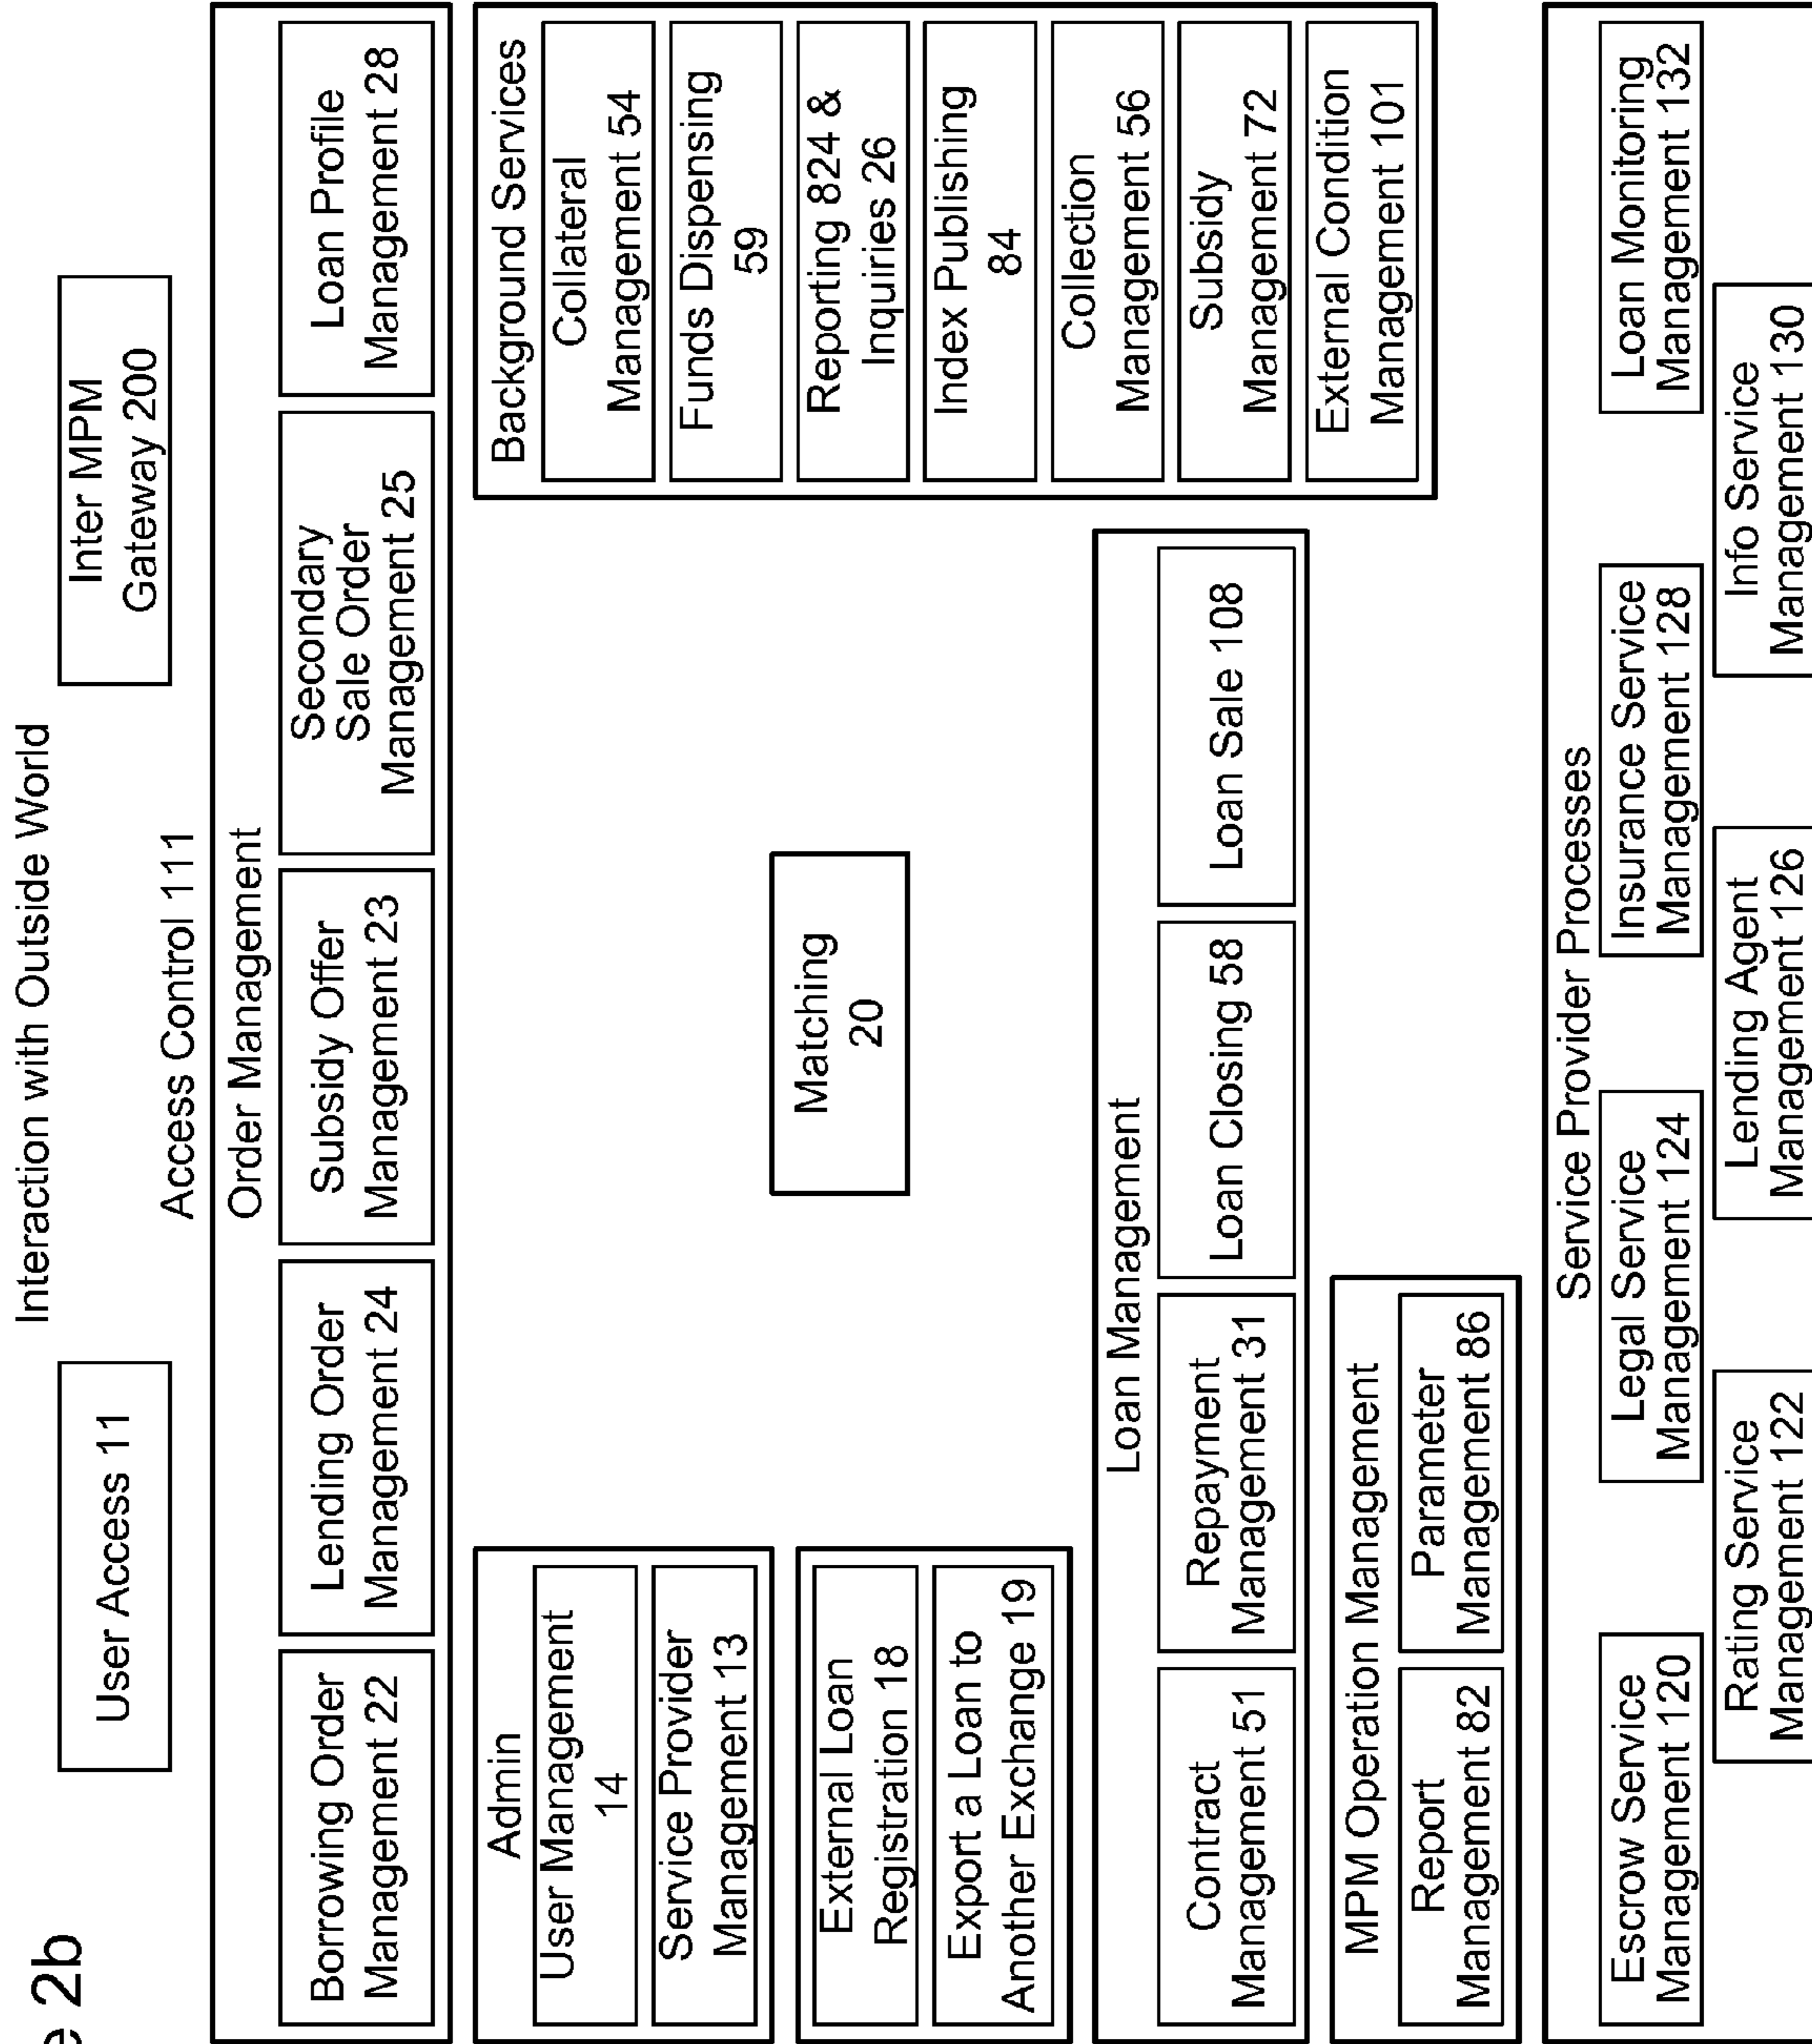 2b
Interaction with Outside World
User Access 11
Inter MPM
Gateway 200
Access Control 111
Order Management
Borrowing Order
Management 22
Lending Order
Management 24
Subsidy Offer
Management 23
Secondary
Sale Order
Management 25
Loan Profile
Management 28
Admin
User Management
14
Service Provider
Management 13
External Loan
Registration 18
Export a Loan to
Another Exchange 19
Matching
20
Background Services
Collateral
Management 54
Funds Dispensing
59
Reporting 824 &
Inquiries 26
Index Publishing
84
Collection
Management 56
Subsidy
Management 72
External Condition
Management 101
Loan Management
Contract
Management 51
Repayment
Management 31
Loan Closing 58
Loan Sale 108
MPM Operation Management
Report
Management 82
Parameter
Management 86
Service Provider Processes
Escrow Service
Management 120
Legal Service
Management 124
Insurance Service
Management 128
Loan Monitoring
Management 132
Rating Service
Management 122
Lending Agent
Management 126
Info Service
Management 130